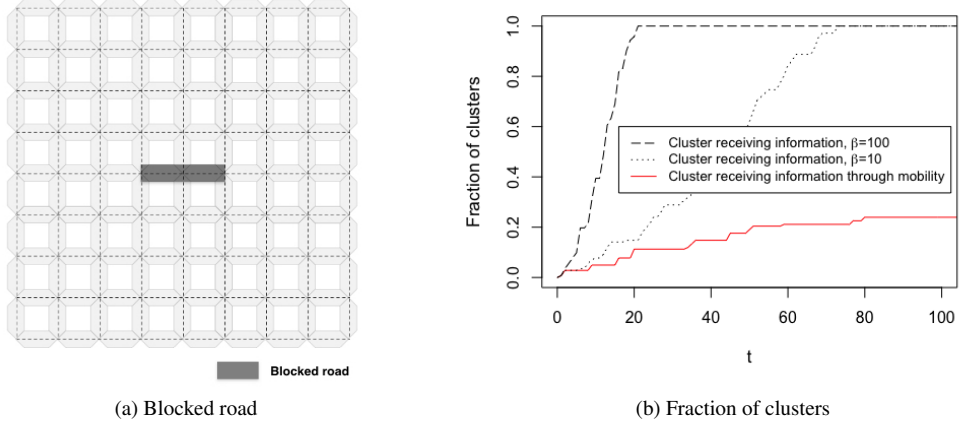 Blocked road
(a) Blocked road
Fraction of clusters
1.0
0.8
0.6
0.4
0.2
0.0
Cluster receiving information, β=100
Cluster receiving information, β=10
Cluster receiving information through mobility
0 20 40 60 80 100
t
(b) Fraction of clusters